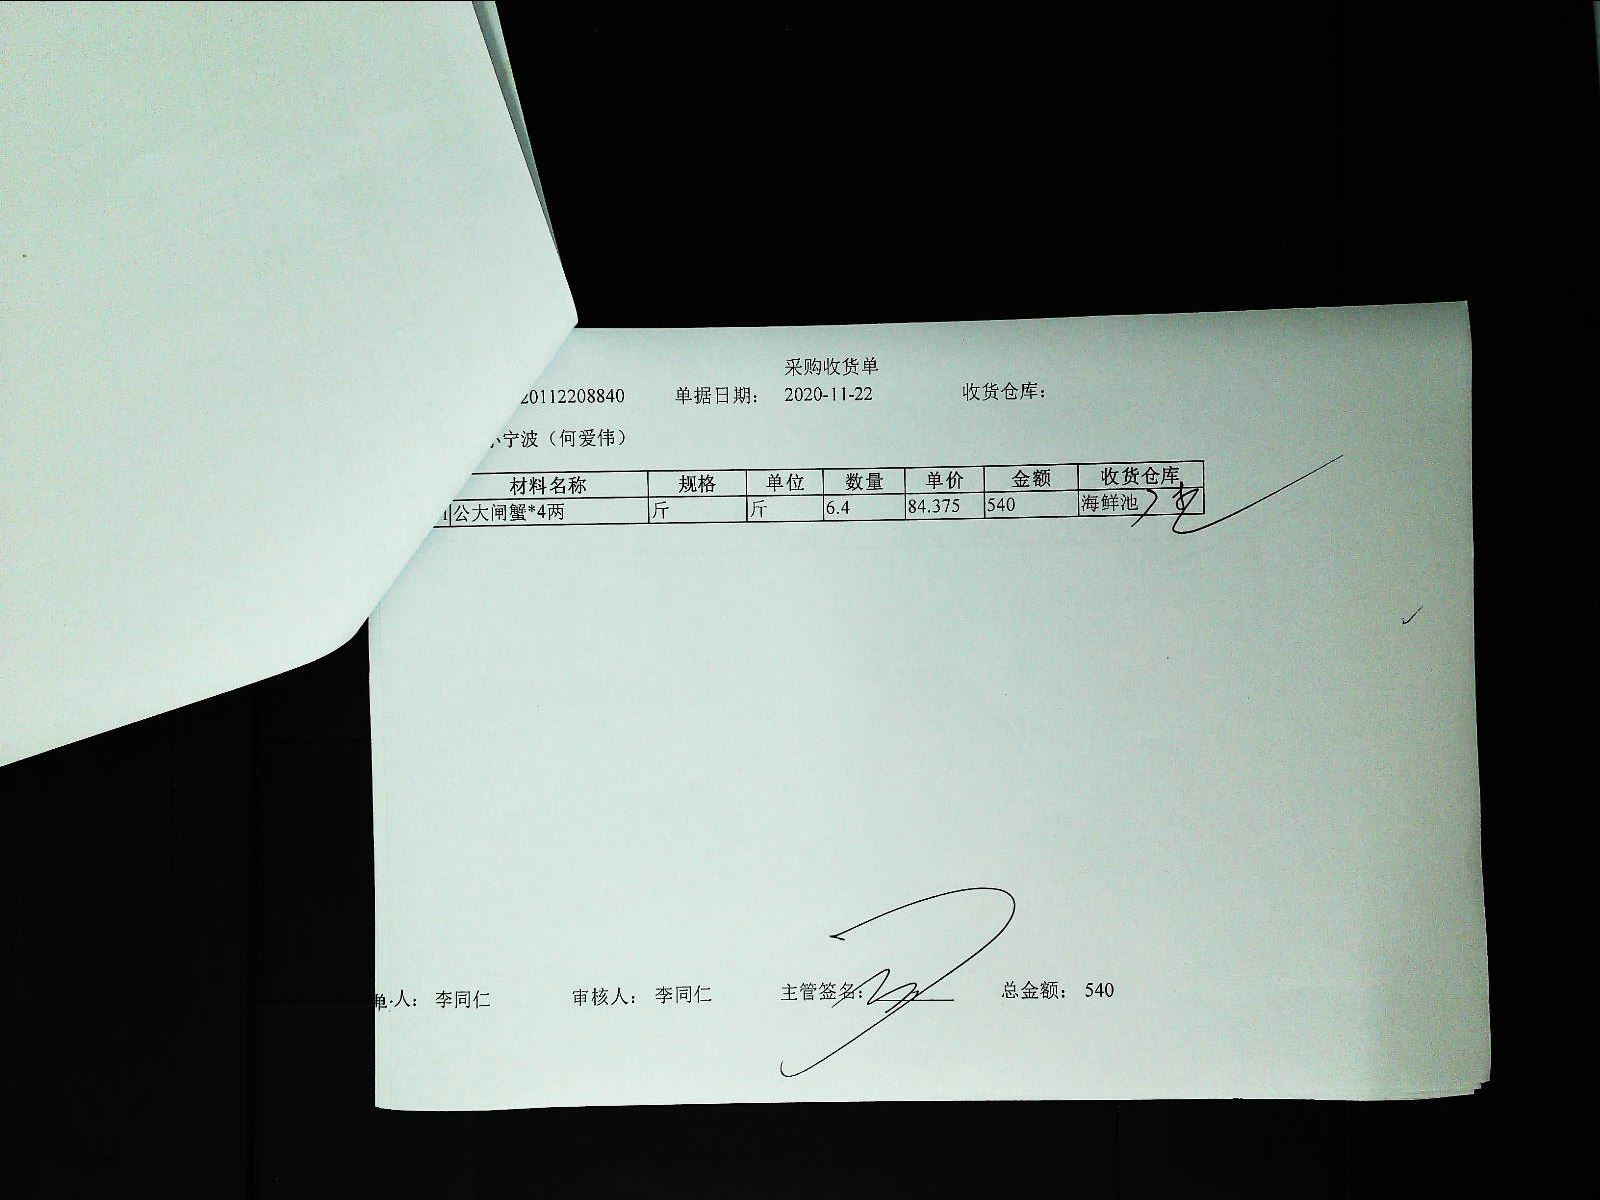 采购收货单
20112208840 单据日期： 2020-11-22 收货仓库：
宁波（何爱伟）
材料名称 规格 单位 数量 单价 金额 收货仓库
公大闸蟹*4两 斤 斤 6.4 84.375 540 海鲜池
单人： 李同仁 审核人： 李同仁 主管签名： 总金额： 540